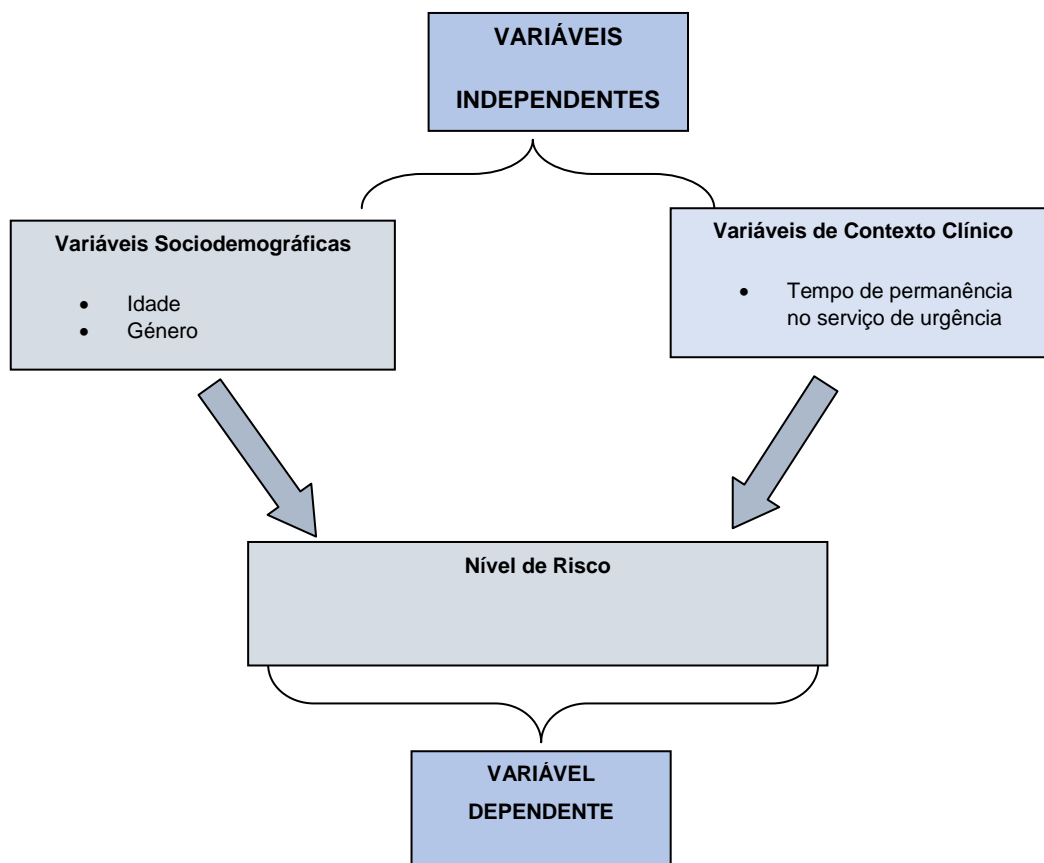 VARIÁVEIS
INDEPENDENTES
Variáveis Sociodemográficas
• Idade
• Género
Variáveis de Contexto Clínico
• Tempo de permanência
no serviço de urgência
Nível de Risco
VARIÁVEL
DEPENDENTE